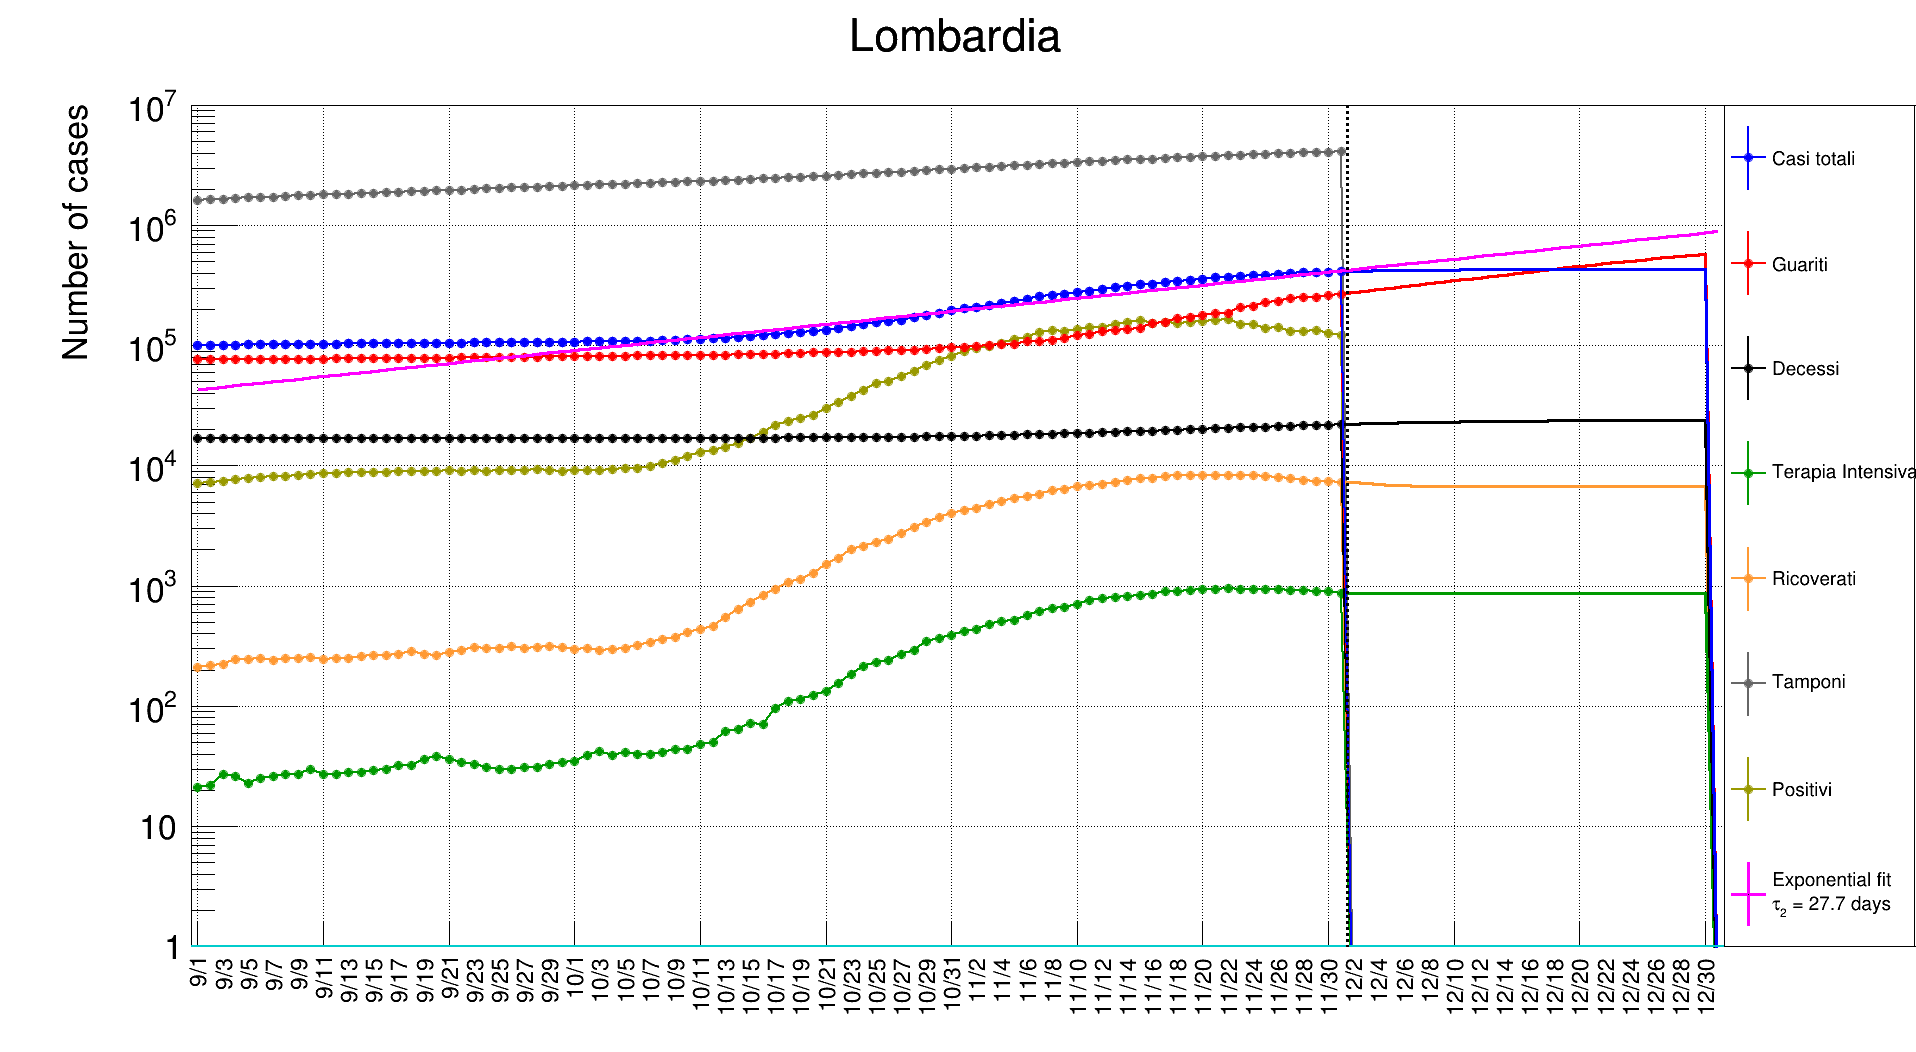 Lombardia
Number of cases
10^7
10^6
10^5
10^4
10^3
10^2
10
1
9/1 9/3 9/5 9/7 9/9 9/11 9/13 9/15 9/17 9/19 9/21 9/23 9/25 9/27 9/29 10/1 10/3 10/5 10/7 10/9 10/11 10/13 10/15 10/17 10/19 10/21 10/23 10/25 10/27 10/29 10/31 11/2 11/4 11/6 11/8 11/10 11/12 11/14 11/16 11/18 11/20 11/22 11/24 11/26 11/28 11/30 12/2 12/4 12/6 12/8 12/10 12/12 12/14 12/16 12/18 12/20 12/22 12/24 12/26 12/28 12/30
Casi totali
Guariti
Decessi
Terapia Intensiva
Ricoverati
Tamponi
Positivi
Exponential fit
τ_2 = 27.7 days